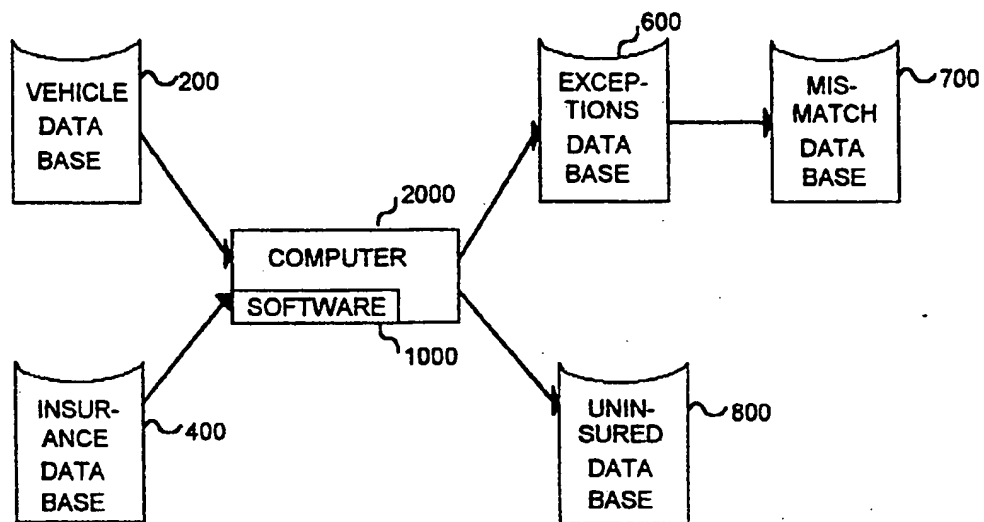 VEHICLE
DATA
BASE
200
INSUR-
ANCE
DATA
BASE
400
2000
COMPUTER
SOFTWARE
1000
600
EXCEP-
TIONS
DATA
BASE
MIS-
MATCH
DATA
BASE
700
UNIN-
SURED
DATA
BASE
800